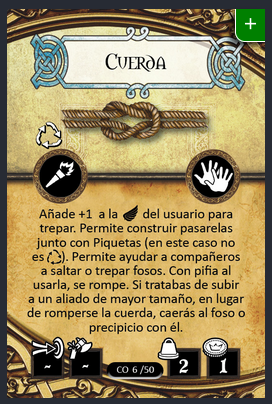 +
Cuerda
Añade +1 a la del usuario para
trepar. Permite construir pasarelas
junto con Piquetas (en este caso no
es ). Permite ayudar a compañeros
a saltar o trepar fosos. Con pifia al
usarla, se rompe. Si tratabas de subir
a un aliado de mayor tamaño, en lugar
de romperse la cuerda, caerás al foso o
precipicio con él.
~ ~ CO 6 /50 2 1